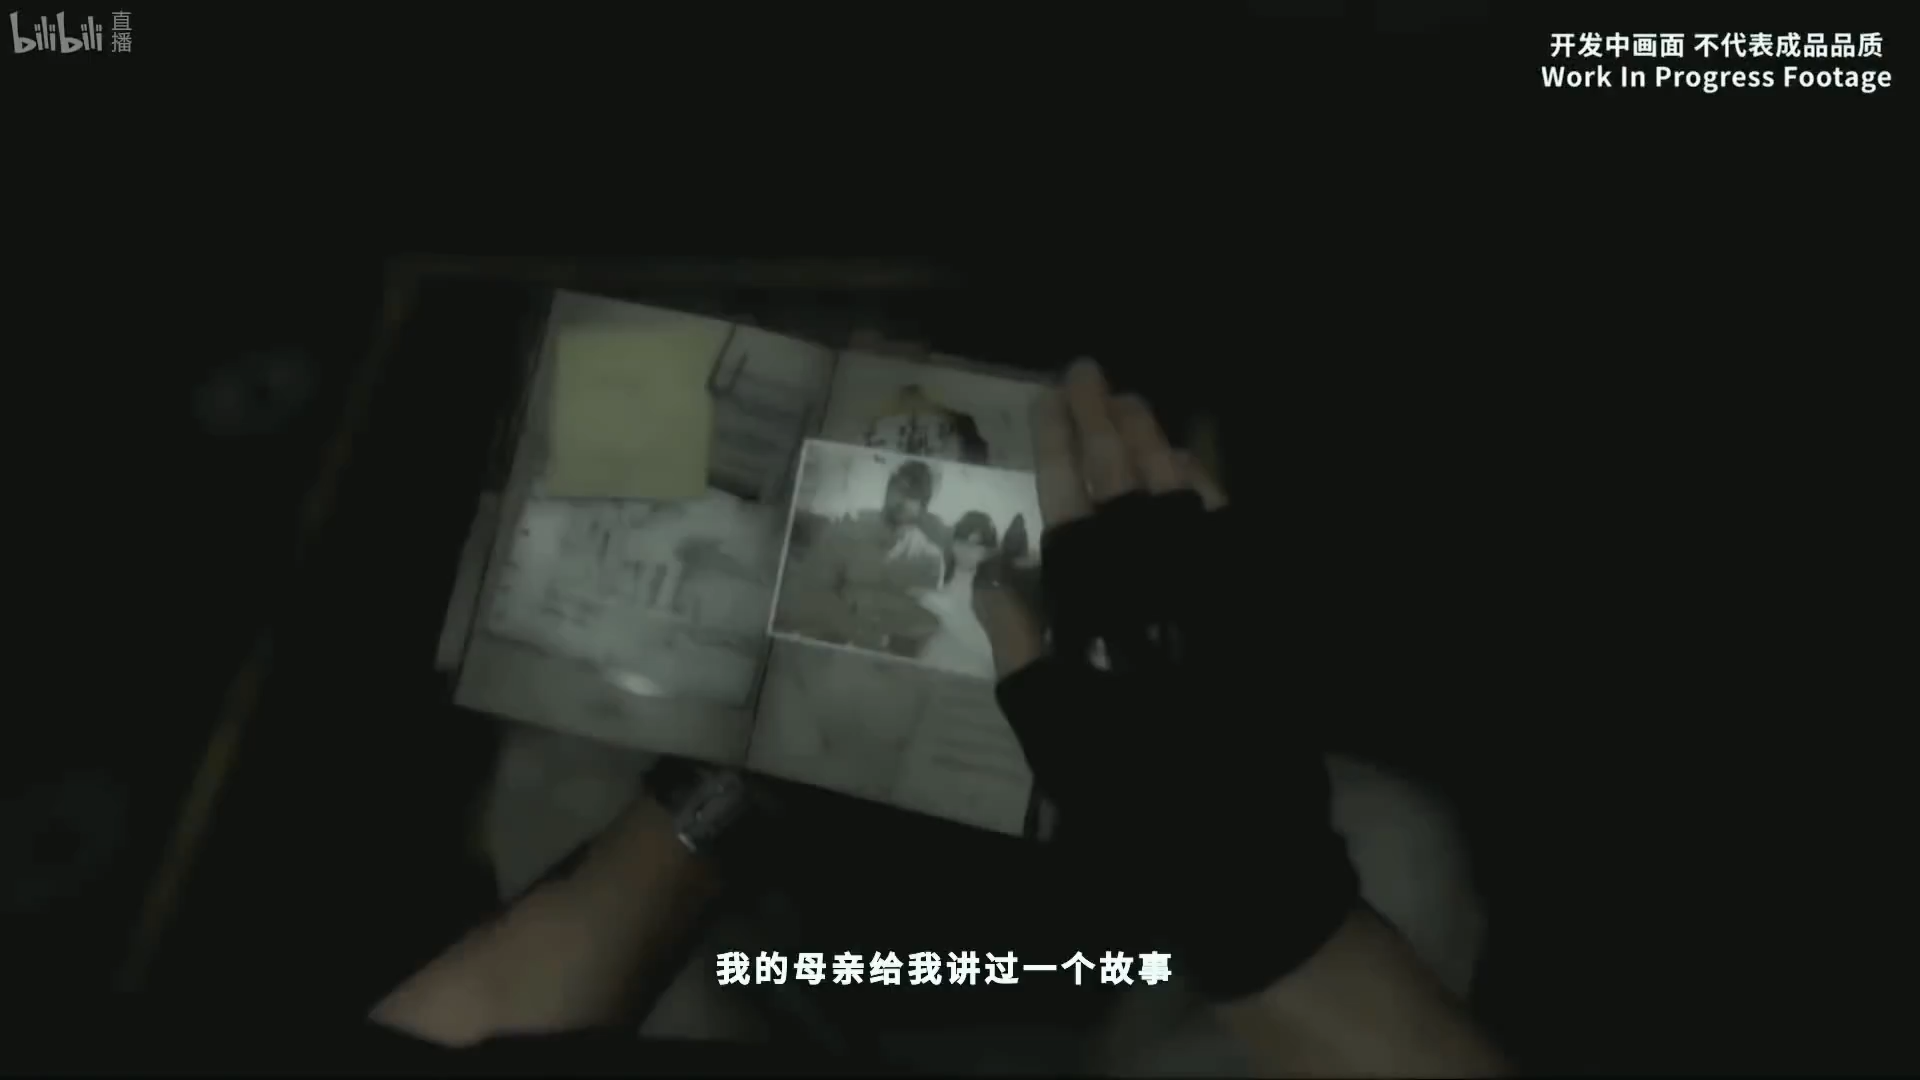 bilibili 直播
开发中画面 不代表成品品质
Work In Progress Footage
我的母亲给我讲过一个故事